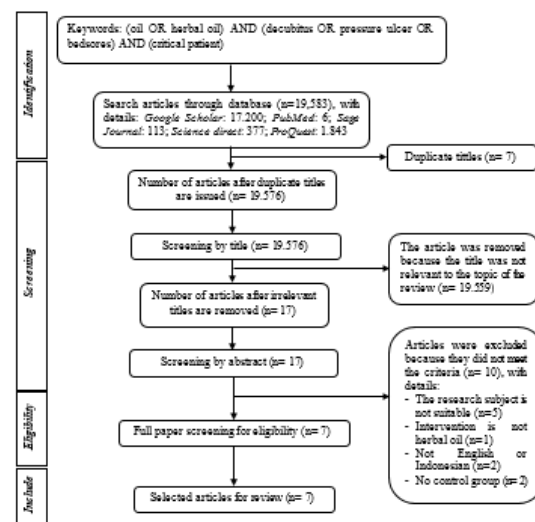 Identification
Keywords: (oil OR herbal oil) AND (decubitus OR pressure ulcer OR
bedsores) AND (critical patient)
Search articles through database (n=19,583), with
details: Google Scholar: 17.200; PubMed: 6; Sage
Journal: 113; Science direct: 377; ProQuest: 1.843
Duplicate tittles (n= 7)
Screening
Number of articles after duplicate titles
are issued (n= 19.576)
Screening by title (n= 19.576)
The article was removed
because the title was not
relevant to the topic of the
review (n= 19.559)
Number of articles after irrelevant
titles are removed (n= 17)
Screening by abstract (n= 17)
Articles were excluded
because they did not meet
the criteria (n= 10), with
details:
- The research subject is
not suitable (n=5)
- Intervention is not
herbal oil (n=1)
- Not English or
Indonesian (n=2)
- No control group (n=2)
Eligibility
Full paper screening for eligibility (n= 7)
Include
Selected articles for review (n= 7)